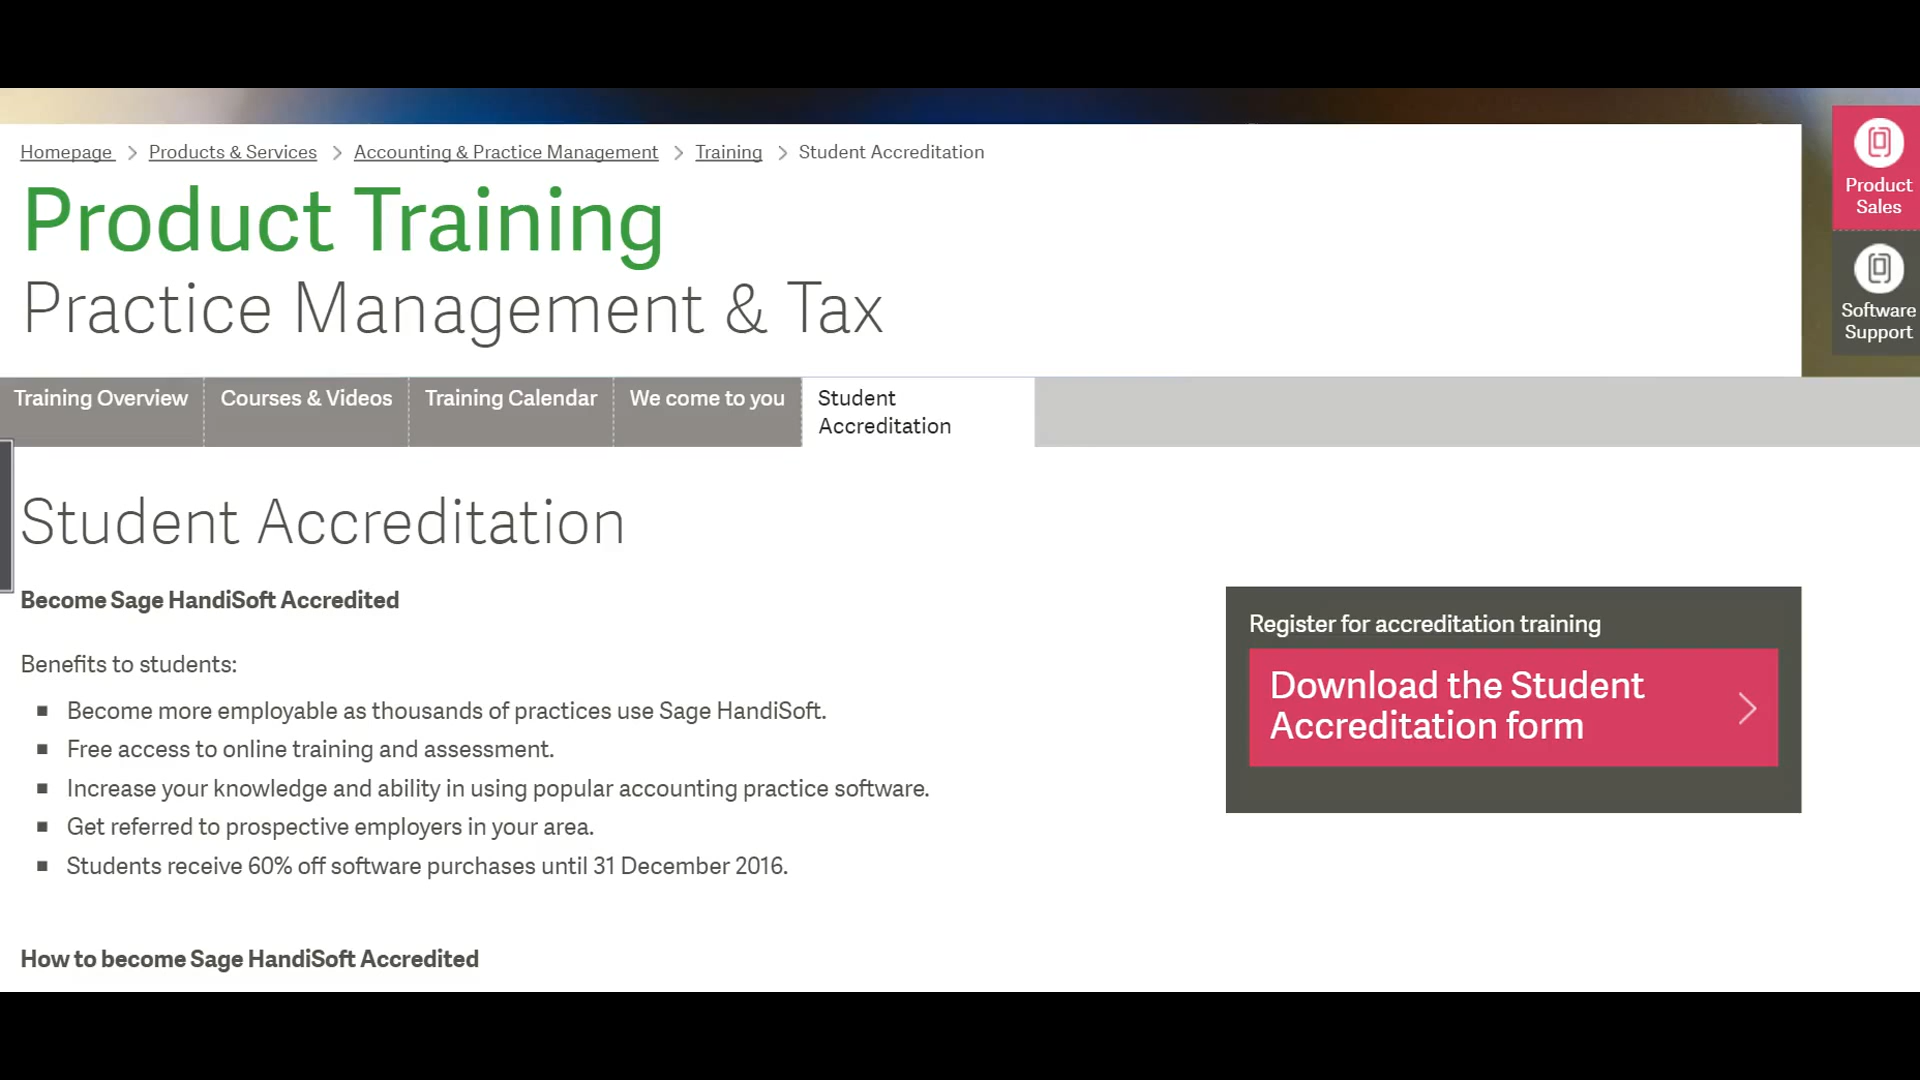 Homepage > Products & Services > Accounting & Practice Management > Training > Student Accreditation
Product Training
Practice Management & Tax
Product
Sales
Software
Support
Training Overview
Courses & Videos
Training Calendar
We come to you
Student
Accreditation
Student Accreditation
Become Sage HandiSoft Accredited
Benefits to students:
Become more employable as thousands of practices use Sage HandiSoft.
Free access to online training and assessment.
Increase your knowledge and ability in using popular accounting practice software.
Get referred to prospective employers in your area.
Students receive 60% off software purchases until 31 December 2016.
How to become Sage HandiSoft Accredited
Register for accreditation training
Download the Student
Accreditation form